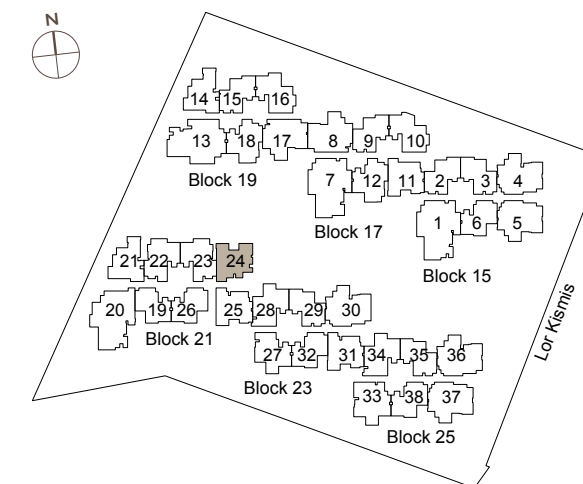 N
14 15 16
13 18 17 8 9 10
Block 19
7 12 11 2 3 4
Block 17
1 6 5
Block 15
21 22 23 24
20 19 26 25 28 29 30
Block 21
Lor Kismis
27 32 31 34 35 36
Block 23
33 38 37
Block 25